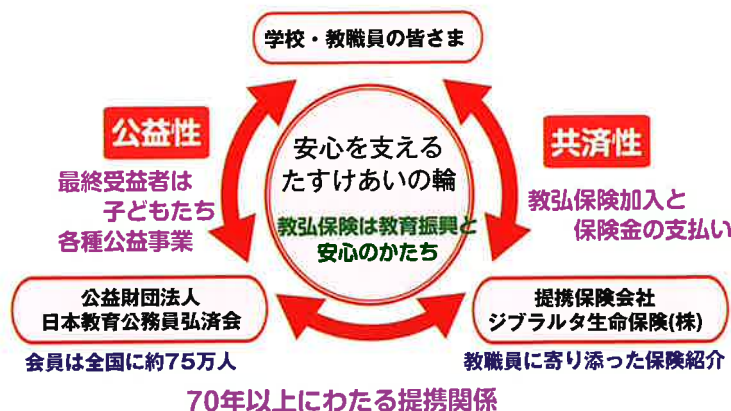 学校・教職員の皆さま
公益性
最終受益者は
子どもたち
各種公益事業
安心を支える
たすけあいの輪
教弘保険は教育振興と
安心のかたち
共済性
教弘保険加入と
保険金の支払い
公益財団法人
日本教育公務員弘済会
会員は全国に約75万人
提携保険会社
ジブラルタ生命保険(株)
教職員に寄り添った保険紹介
70年以上にわたる提携関係